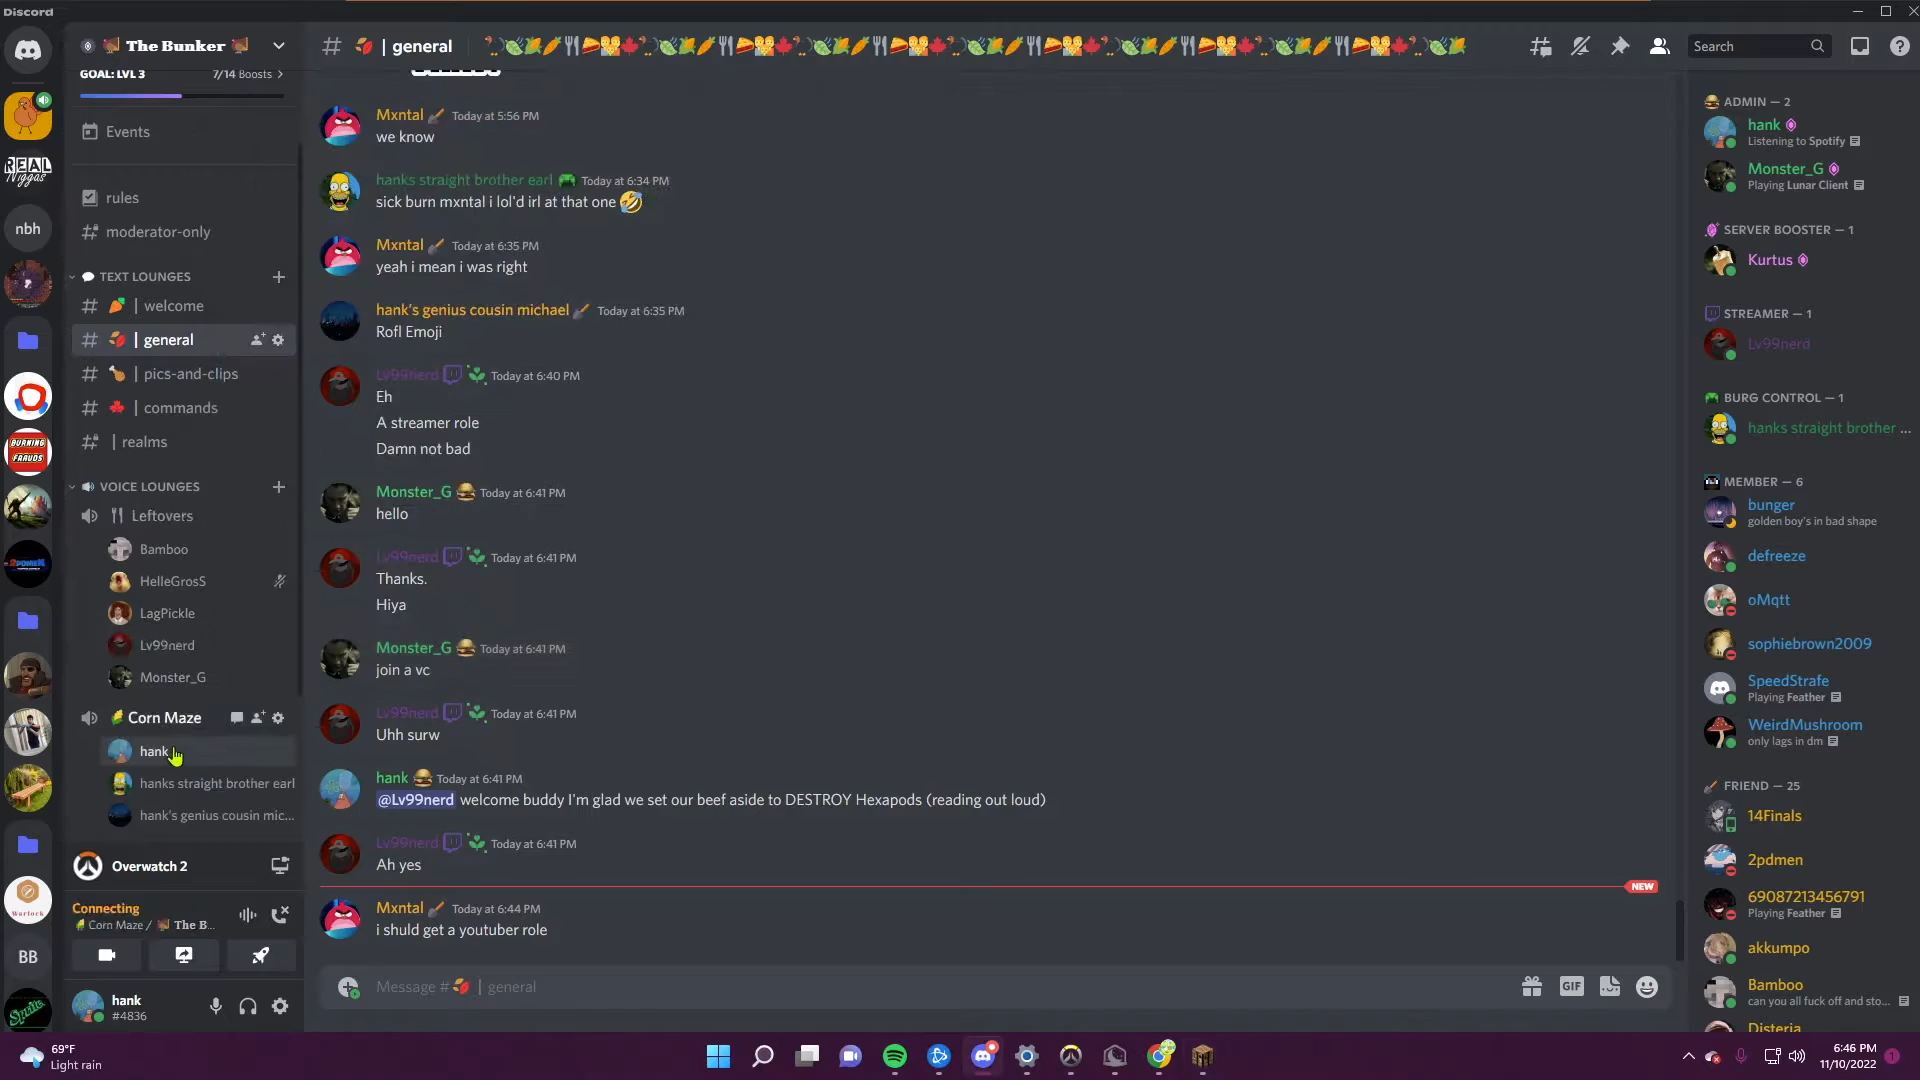 Discord
The Bunker
GOAL: LVL 3
7/14 Boosts
Events
rules
moderator-only
TEXT LOUNGES
| welcome
| general
| pics-and-clips
| commands
| realms
VOICE LOUNGES
Leftovers
Bamboo
HelleGrosS
LagPickle
Lv99nerd
Monster_G
Corn Maze
hank
hanks straight brother earl
hank's genius cousin mic...
Overwatch 2
Connecting
Corn Maze / The B...
hank
#4836
REAL
Niggas
nbh
BURNING
FRAUDS
2PDMEN
Warlock
BB
Sprite
| general
Search
Mxntal Today at 5:56 PM
we know
hanks straight brother earl Today at 6:34 PM
sick burn mxntal i lol'd irl at that one 🤣
Mxntal Today at 6:35 PM
yeah i mean i was right
hank's genius cousin michael Today at 6:35 PM
Rofl Emoji
Lv99nerd Today at 6:40 PM
Eh
A streamer role
Damn not bad
Monster_G Today at 6:41 PM
hello
Lv99nerd Today at 6:41 PM
Thanks.
Hiya
Monster_G Today at 6:41 PM
join a vc
Lv99nerd Today at 6:41 PM
Uhh surw
hank Today at 6:41 PM
@Lv99nerd welcome buddy I'm glad we set our beef aside to DESTROY Hexapods (reading out loud)
Lv99nerd Today at 6:41 PM
Ah yes
NEW
Mxntal Today at 6:44 PM
i shuld get a youtuber role
Message # | general
GIF
ADMIN — 2
hank
Listening to Spotify
Monster_G
Playing Lunar Client
SERVER BOOSTER — 1
Kurtus
STREAMER — 1
Lv99nerd
BURG CONTROL — 1
hanks straight brother ...
MEMBER — 6
bunger
golden boy's in bad shape
defreeze
oMqtt
sophiebrown2009
SpeedStrafe
Playing Feather
WeirdMushroom
only lags in dm
FRIEND — 25
14Finals
2pdmen
69087213456791
Playing Feather
akkumpo
Bamboo
can you all fuck off and sto...
Disteria
69°F
Light rain
6:46 PM
11/10/2022
1